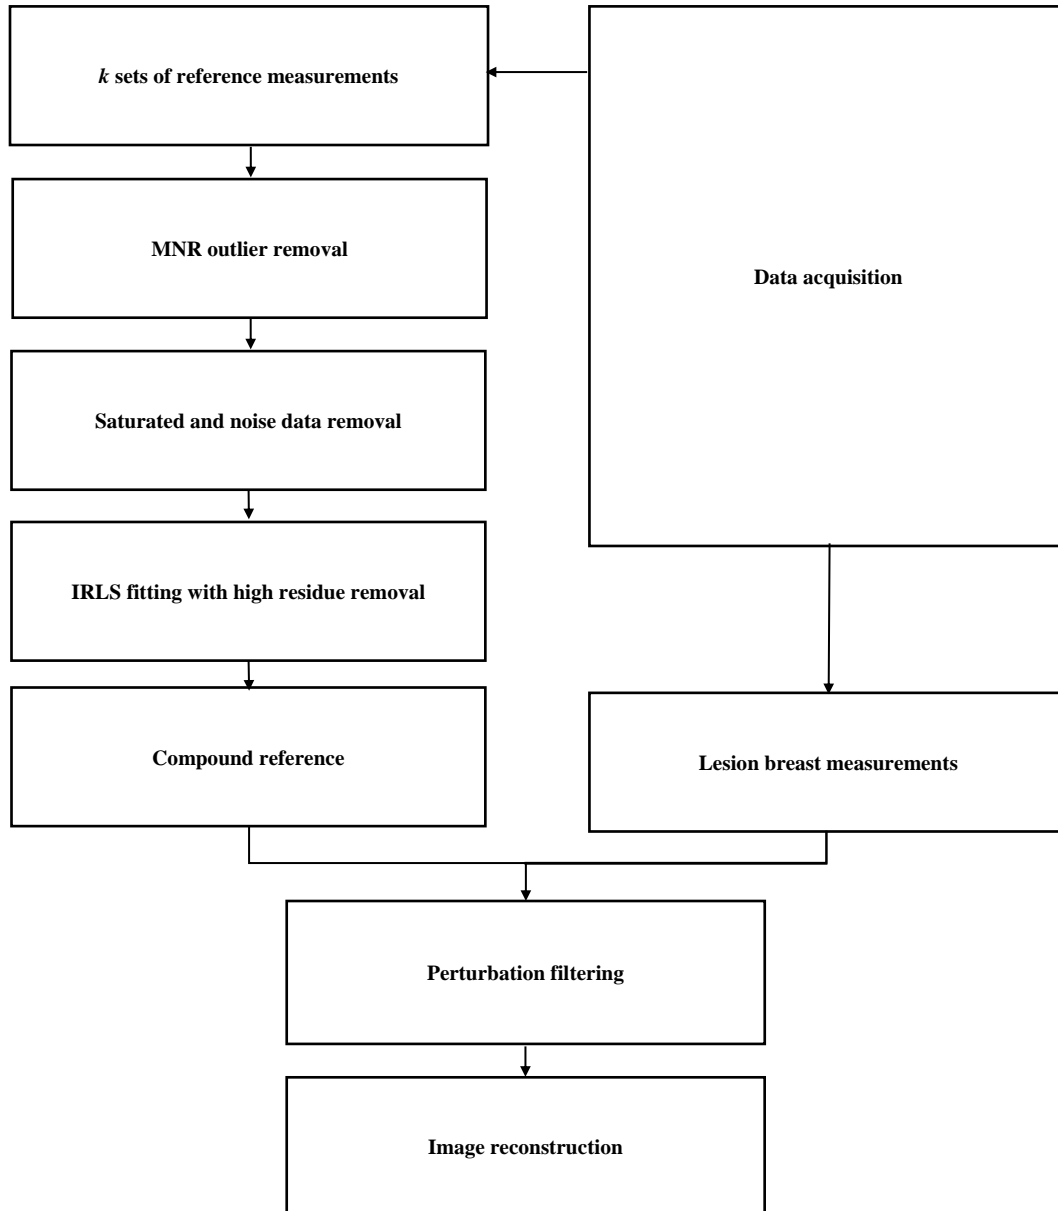 k sets of reference measurements
MNR outlier removal
Data acquisition
Saturated and noise data removal
IRLS fitting with high residue removal
Compound reference
Lesion breast measurements
Perturbation filtering
Image reconstruction